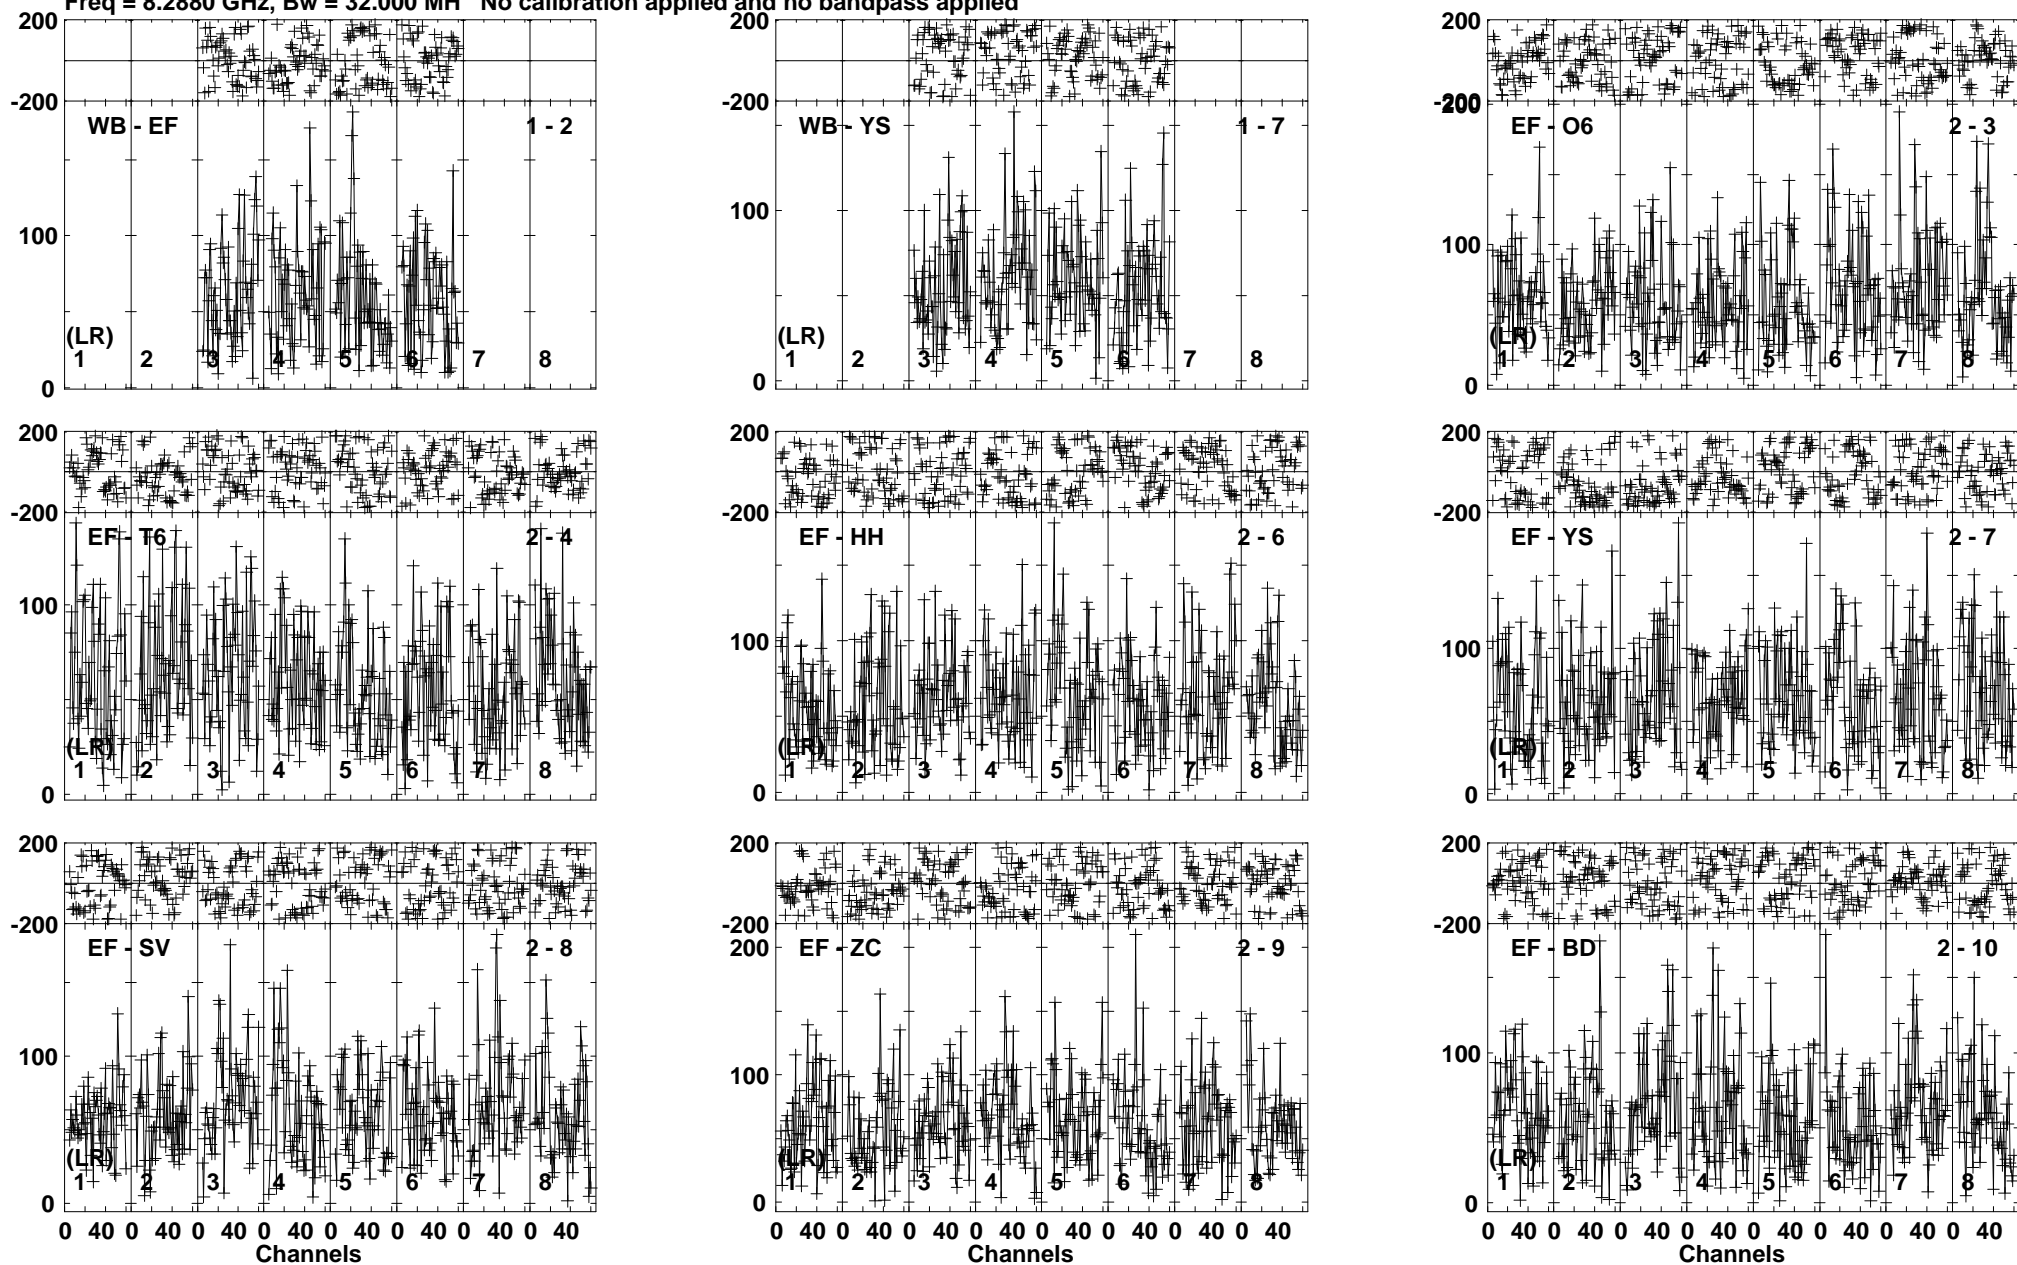 Freq = 8.2880 GHz, Bw = 32.000 MH No calibration applied and no bandpass applied
200 200 200
-200 -200 -200
WB - EF 1 - 2 WB - YS 1 - 7 200 EF - O6 2 - 3
100 100 100
(LR) (LR) (LR)
1 2 3 4 5 6 7 8 1 2 3 4 5 6 7 8 1 2 3 4 5 6 7 8
0 0 0
200 200 200
-200 -200 -200
EF - T6 2 - 4 EF - HH 2 - 6 EF - YS 2 - 7
100 100 100
(LR) (LR) (LR)
1 2 3 4 5 6 7 8 1 2 3 4 5 6 7 8 1 2 3 4 5 6 7 8
0 0 0
200 200 200
-200 -200 -200
EF - SV 2 - 8 200 EF - ZC 2 - 9 EF - BD 2 - 10
100 100 100
(LR) (LR) (LR)
1 2 3 4 5 6 7 8 1 2 3 4 5 6 7 8 1 2 3 4 5 6 7 8
0 0 0
0 40 0 40 0 40 0 40 0 40 0 40 0 40 0 40 0 40 0 40 0 40 0 40 0 40 0 40 0 40 0 40 0 40 0 40 0 40 0 40 0 40 0 40 0 40 0 40
Channels Channels Channels